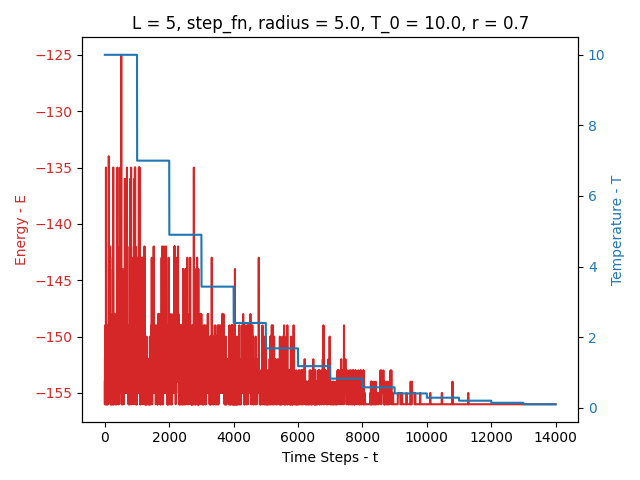 L = 5, step_fn, radius = 5.0, T_0 = 10.0, r = 0.7
−125
−130
−135
−140
−145
−150
−155
Energy - E
10
8
6
4
2
0
Temperature - T
0 2000 4000 6000 8000 10000 12000 14000
Time Steps - t